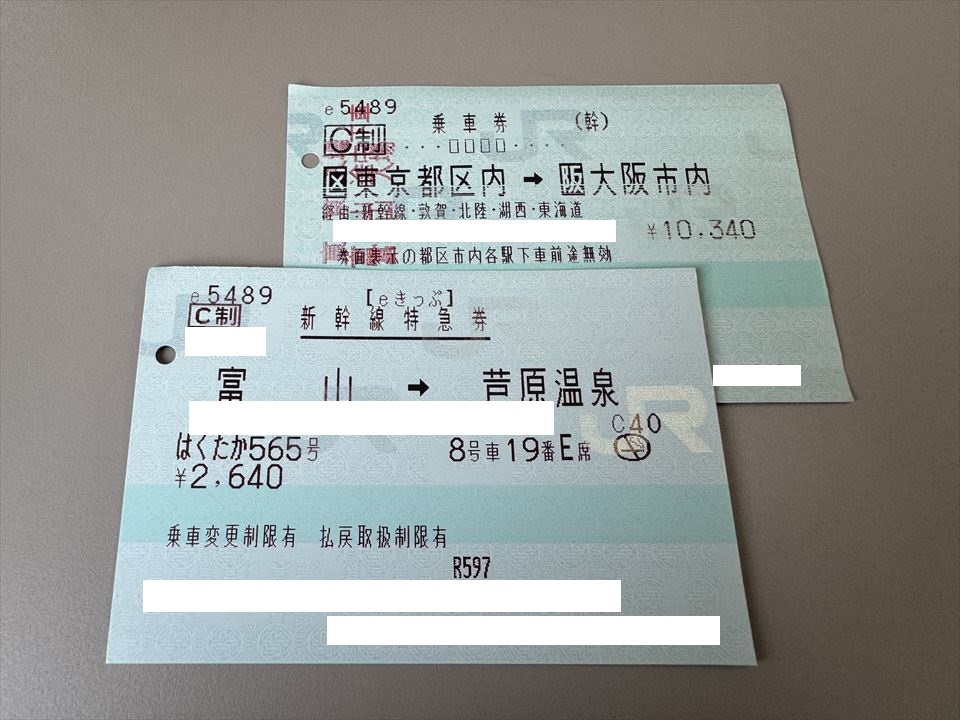 e5489
乗車券 (幹)
C制 ...□□□□....
区東京都区内 → 阪大阪市内
経由:新幹線・敦賀・北陸・湖西・東海道
¥10,340
券面表示の都区市内各駅下車前途無効
e5489
[eきっぷ]
C制
新幹線特急券
富 山 → 芦原温泉
C40
はくたか565号 8号車19番E席
¥2,640
乗車変更制限有 払戻取扱制限有
R597